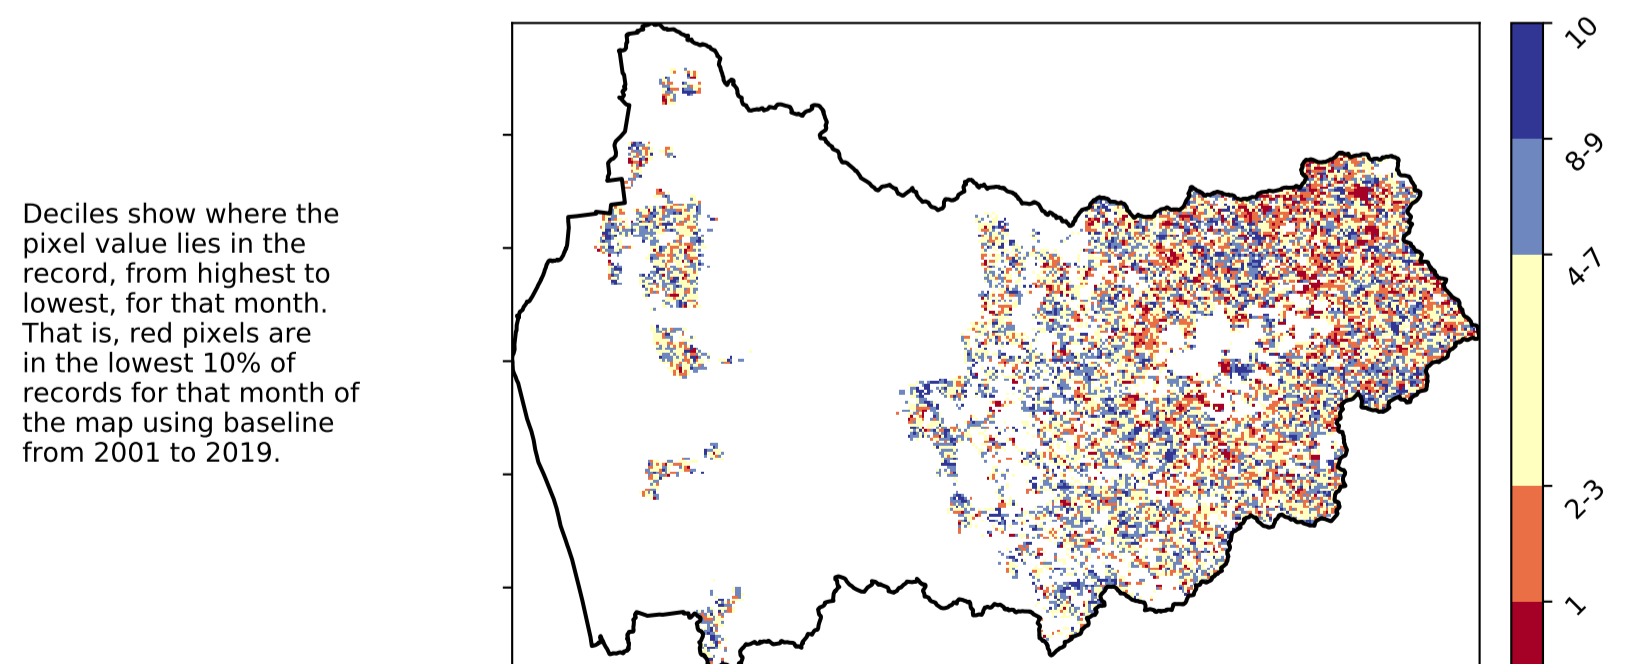 Deciles show where the
pixel value lies in the
record, from highest to
lowest, for that month.
That is, red pixels are
in the lowest 10% of
records for that month of
the map using baseline
from 2001 to 2019.
10
8-9
4-7
2-3
1